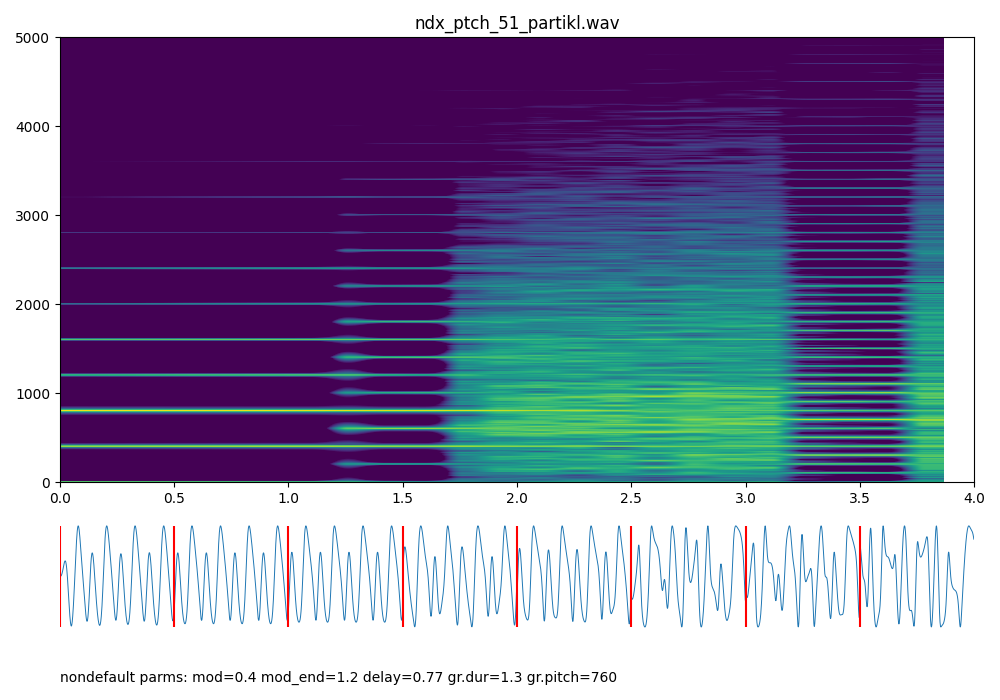 ndx_ptch_51_partikl.wav
5000
4000
3000
2000
1000
0
0.0 0.5 1.0 1.5 2.0 2.5 3.0 3.5 4.0
nondefault parms: mod=0.4 mod_end=1.2 delay=0.77 gr.dur=1.3 gr.pitch=760